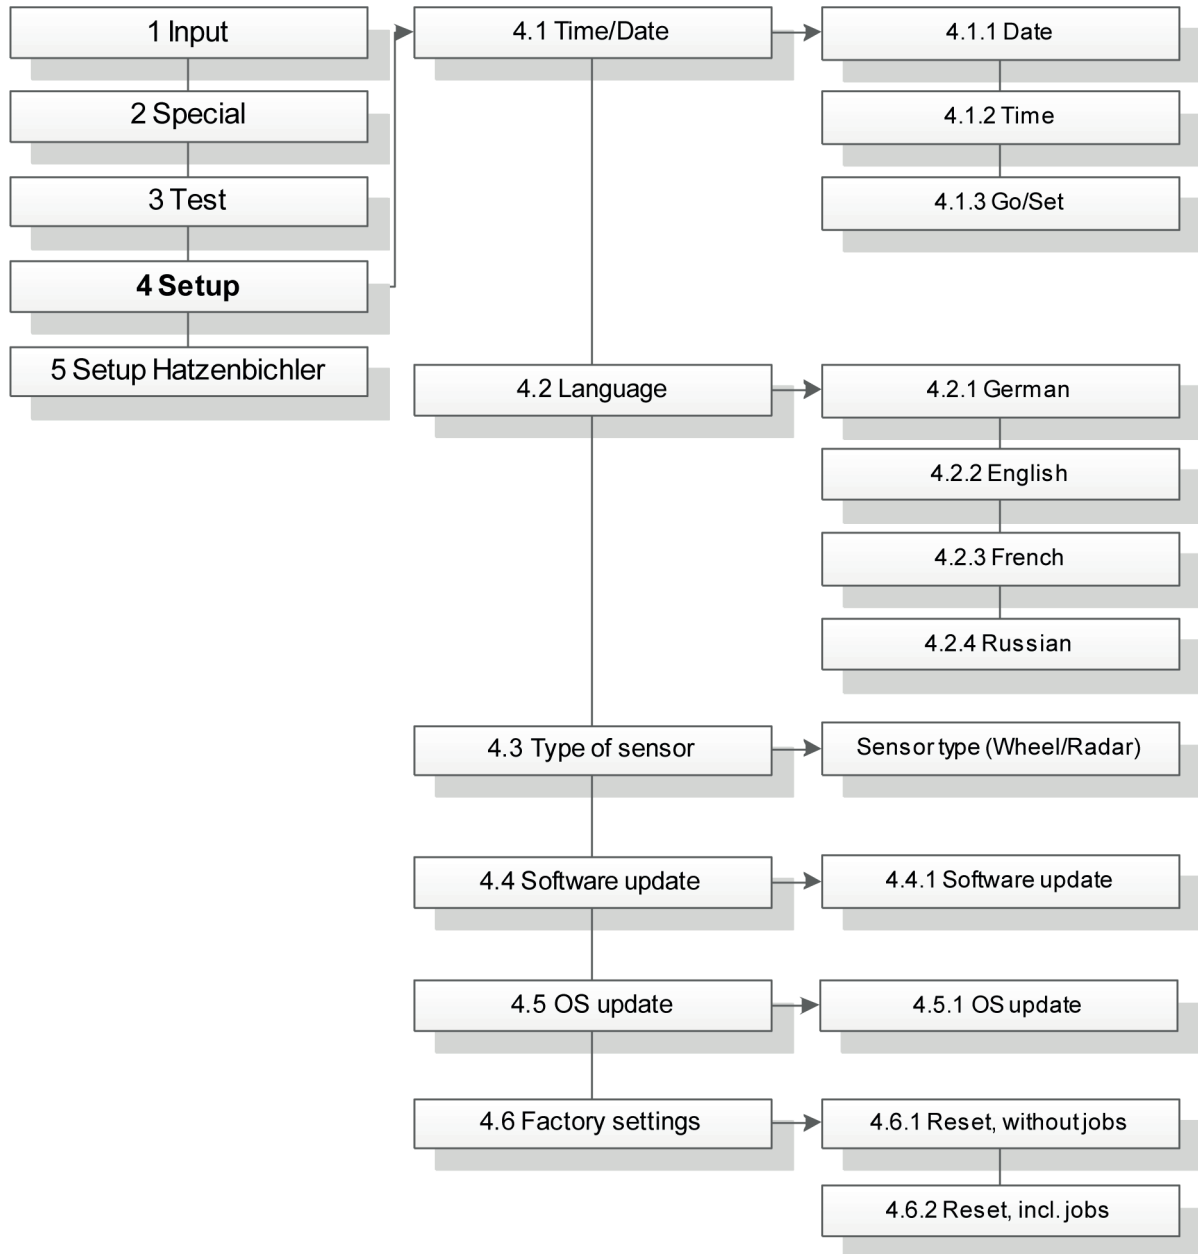 1 Input
2 Special
3 Test
4 Setup
5 Setup Hatzenbichler
4.1 Time/Date
4.1.1 Date
4.1.2 Time
4.1.3 Go/Set
4.2 Language
4.2.1 German
4.2.2 English
4.2.3 French
4.2.4 Russian
4.3 Type of sensor
Sensor type (Wheel/Radar)
4.4 Software update
4.4.1 Software update
4.5 OS update
4.5.1 OS update
4.6 Factory settings
4.6.1 Reset, without jobs
4.6.2 Reset, incl. jobs